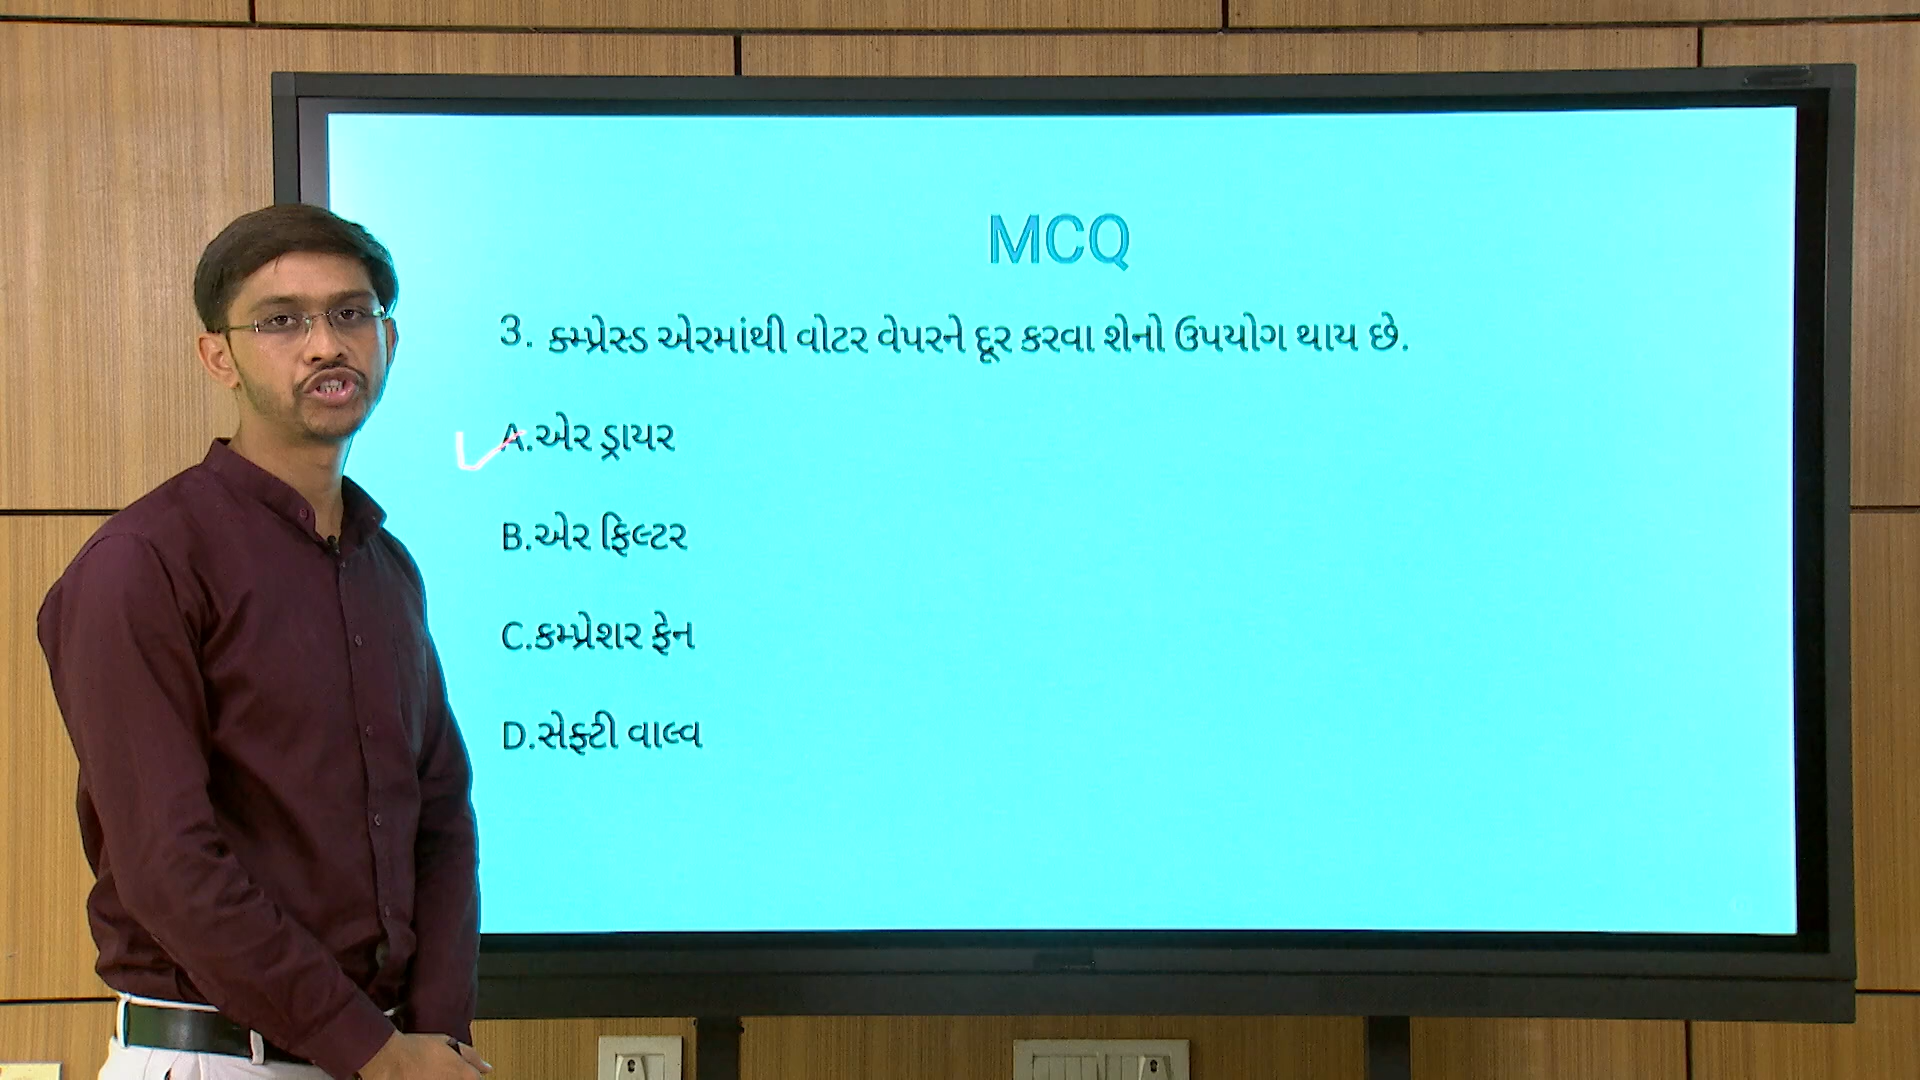 MCQ
3. કમ્પ્રેસ્ડ એરમાંથી વોટર વેપરને દૂર કરવા શેનો ઉપયોગ થાય છે.
A.એર ડ્રાયર
B.એર ફિલ્ટર
C.કમ્પ્રેશર ફેન
D.સેફ્ટી વાલ્વ